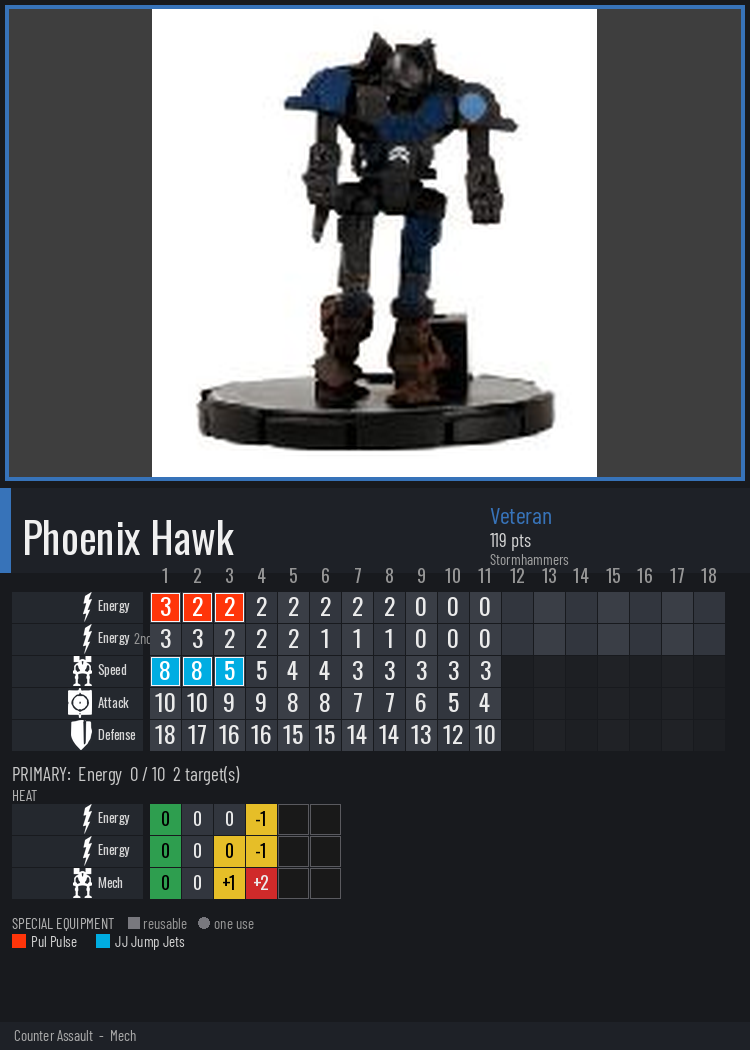 Phoenix Hawk
Veteran
119 pts
Stormhammers
1 2 3 4 5 6 7 8 9 10 11 12 13 14 15 16 17 18
Energy 3 2 2 2 2 2 2 2 0 0 0
Energy 2nd 3 3 2 2 2 1 1 1 0 0 0
Speed 8 8 5 5 4 4 3 3 3 3 3
Attack 10 10 9 9 8 8 7 7 6 5 4
Defense 18 17 16 16 15 15 14 14 13 12 10
PRIMARY: Energy 0 / 10 2 target(s)
HEAT
Energy 0 0 0 -1
Energy 0 0 0 -1
Mech 0 0 +1 +2
SPECIAL EQUIPMENT reusable one use
Pul Pulse JJ Jump Jets
Counter Assault - Mech